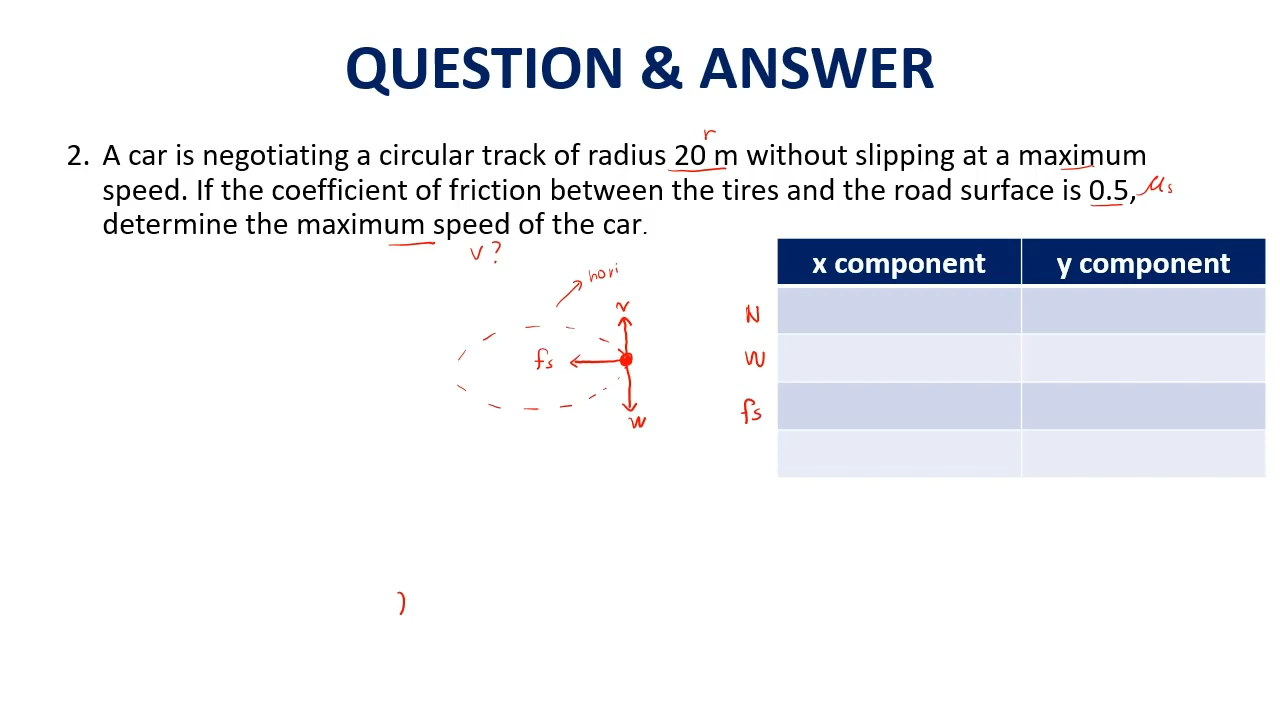 QUESTION & ANSWER
r
2. A car is negotiating a circular track of radius 20 m without slipping at a maximum
speed. If the coefficient of friction between the tires and the road surface is 0.5, μs
determine the maximum speed of the car.
v?
x component y component
hori
N
N
fs
W
W
fs
)